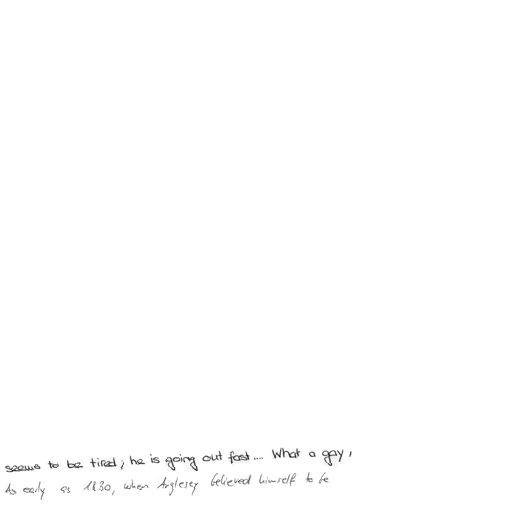 seems to be tired; he is going out fast.... What a gay,
As early as 1830, when Anglesey believed himself to be